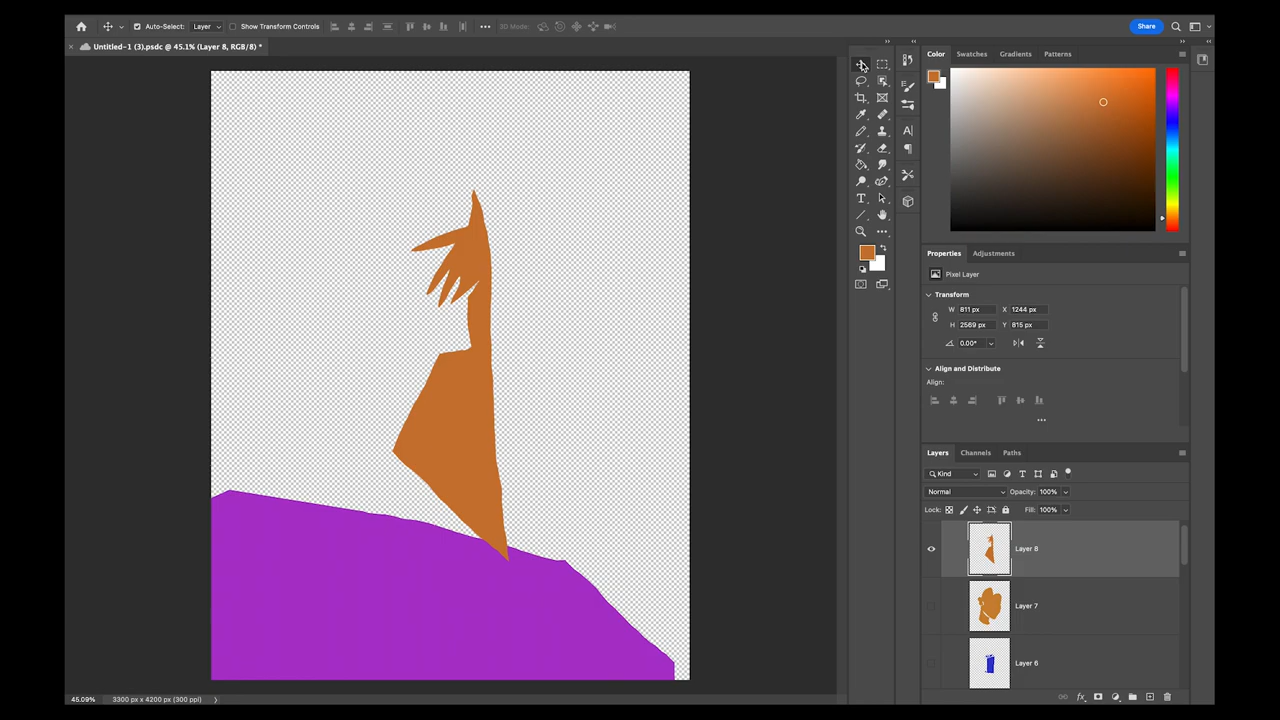 Auto-Select: Layer Show Transform Controls 3D Mode: Share
Untitled-1 (3).psdc @ 45.1% (Layer 8, RGB/8) *
Color Swatches Gradients Patterns
Properties Adjustments
Pixel Layer
Transform
W 811 px X 1244 px
H 2569 px Y 815 px
0.00°
Align and Distribute
Align:
Layers Channels Paths
Kind
Normal Opacity: 100%
Lock: Fill: 100%
Layer 8
Layer 7
Layer 6
45.09% 3300 px x 4200 px (300 ppi)